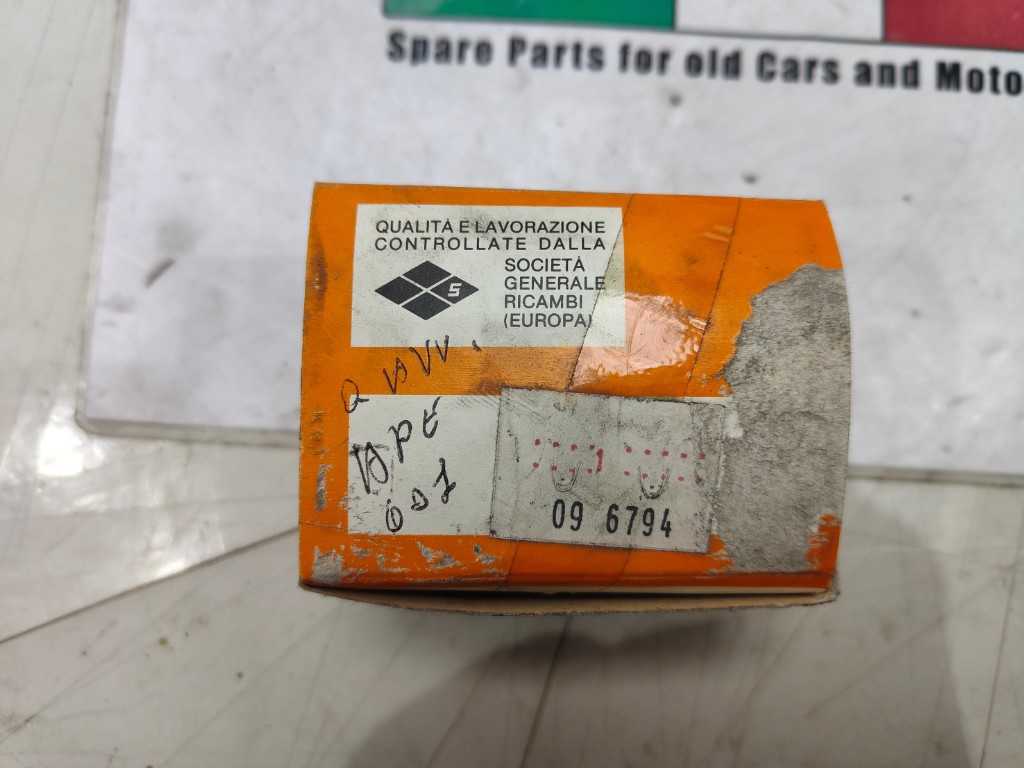 Spare Parts for old Cars and Moto
QUALITÀ E LAVORAZIONE
CONTROLLATE DALLA
S
SOCIETÀ
GENERALE
RICAMBI
(EUROPA)
APE
09 6794